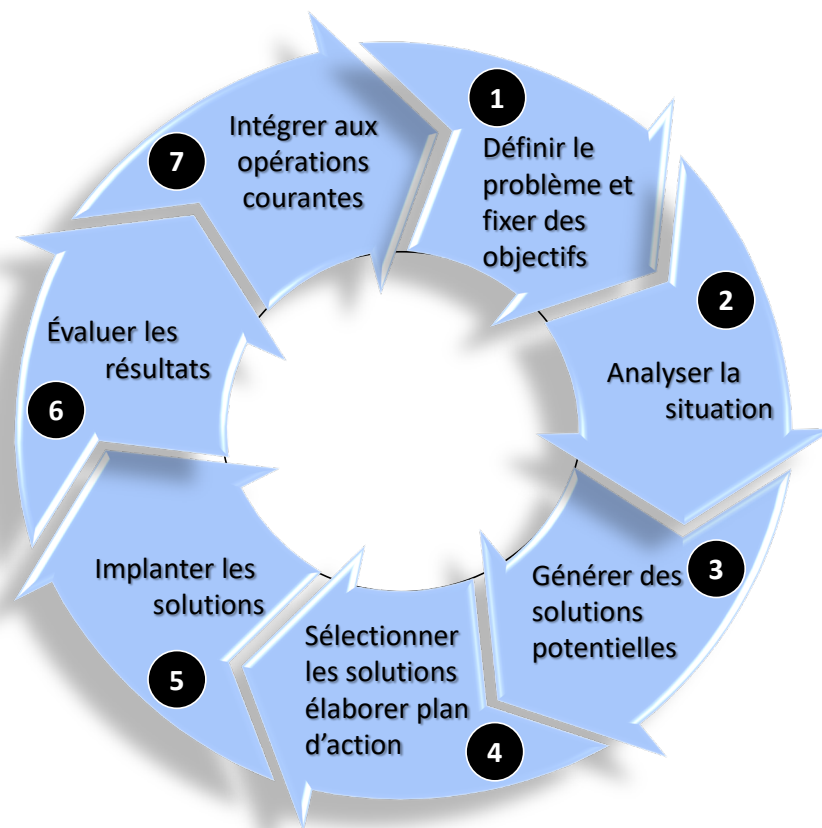 1
Définir le
problème et
fixer des
objectifs
2
Analyser la
situation
3
Générer des
solutions
potentielles
4
Sélectionner
les solutions
élaborer plan
d’action
5
Implanter les
solutions
6
Évaluer les
résultats
7
Intégrer aux
opérations
courantes